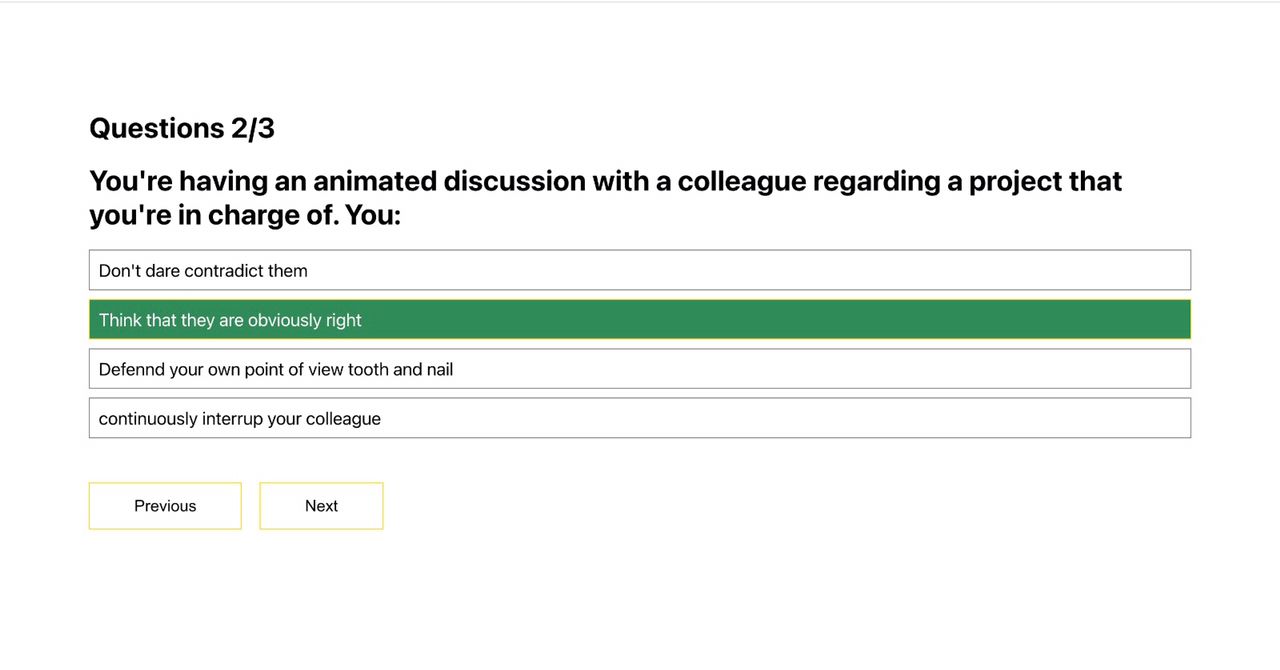 Questions 2/3
You're having an animated discussion with a colleague regarding a project that
you're in charge of. You:
Don't dare contradict them
Think that they are obviously right
Defennd your own point of view tooth and nail
continuously interrup your colleague
Previous
Next